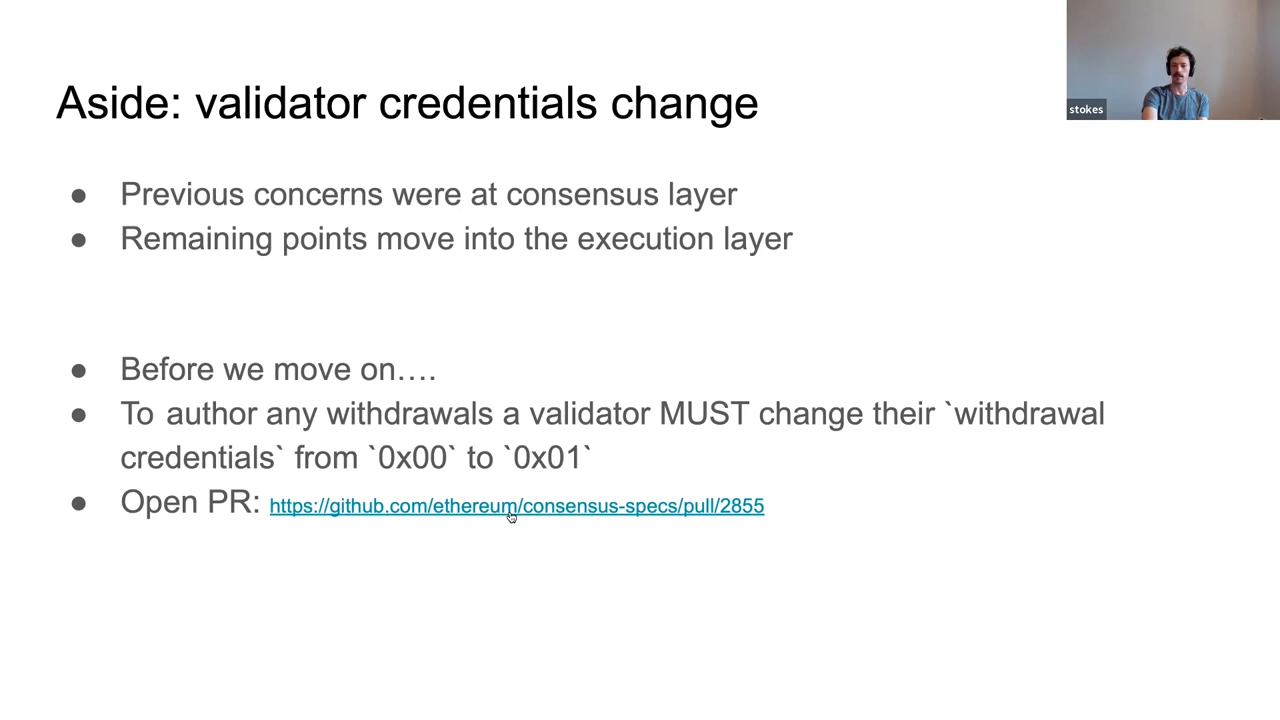 stokes
Aside: validator credentials change
● Previous concerns were at consensus layer
● Remaining points move into the execution layer
● Before we move on….
● To author any withdrawals a validator MUST change their `withdrawal
credentials` from `0x00` to `0x01`
● Open PR: https://github.com/ethereum/consensus-specs/pull/2855